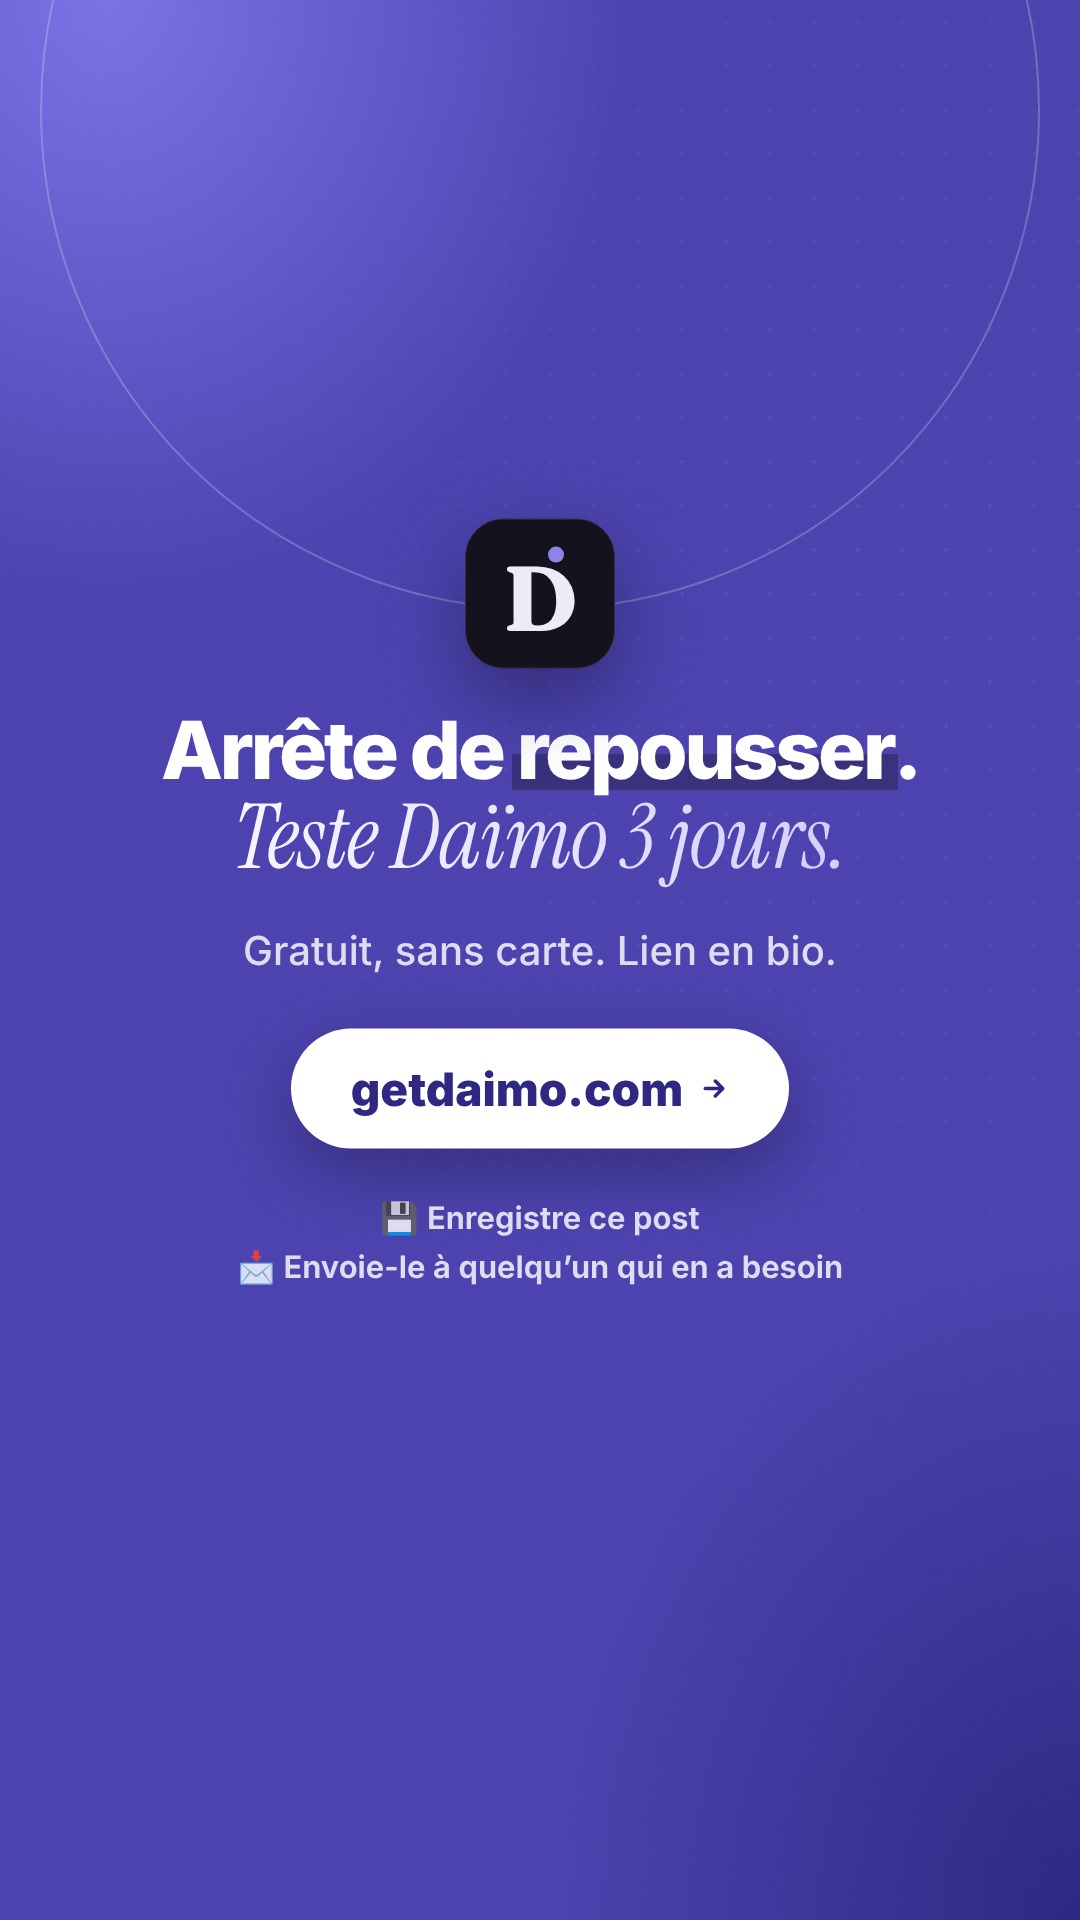 D
Arrête de repousser.
Teste Daïmo 3 jours.
Gratuit, sans carte. Lien en bio.
getdaimo.com →
💾 Enregistre ce post
📩 Envoie-le à quelqu’un qui en a besoin